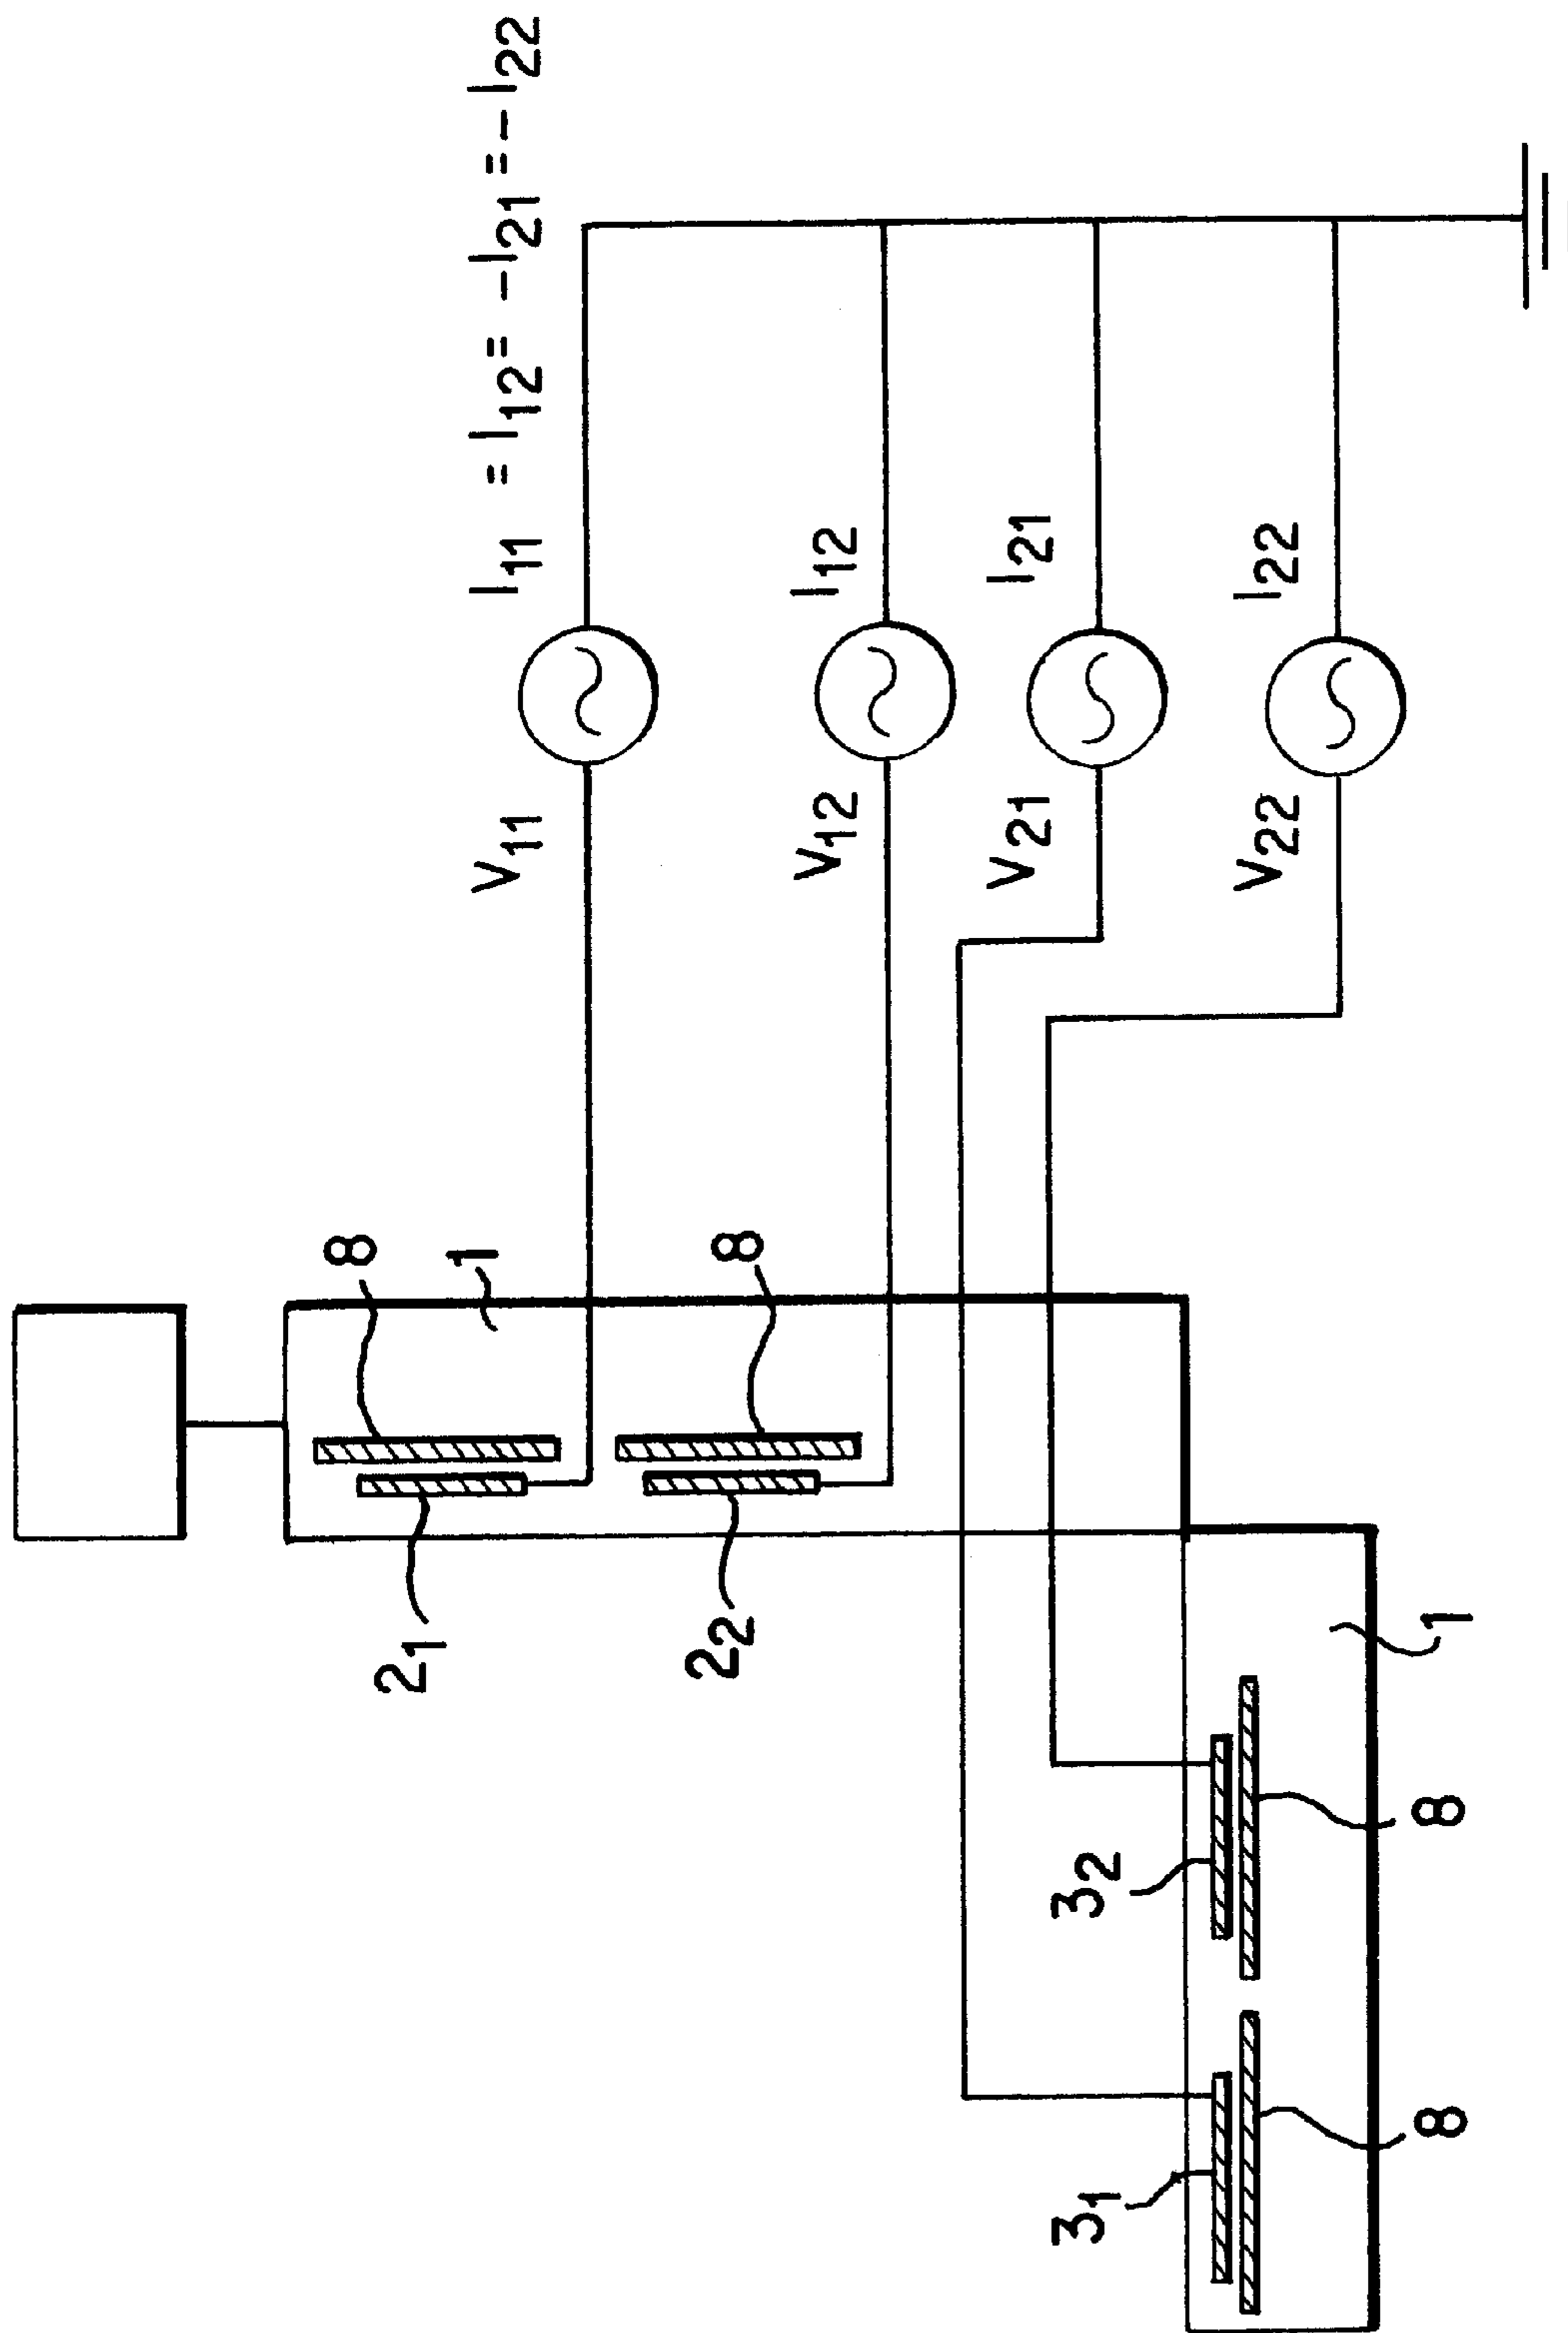 I₁₁ = I₁₂ = -I₂₁ = -I₂₂
V₁₁
V₁₂ I₁₂
V₂₁ I₂₁
V₂₂ I₂₂
8
1
8
2₁
2₂
1
3₂
8
3₁
8